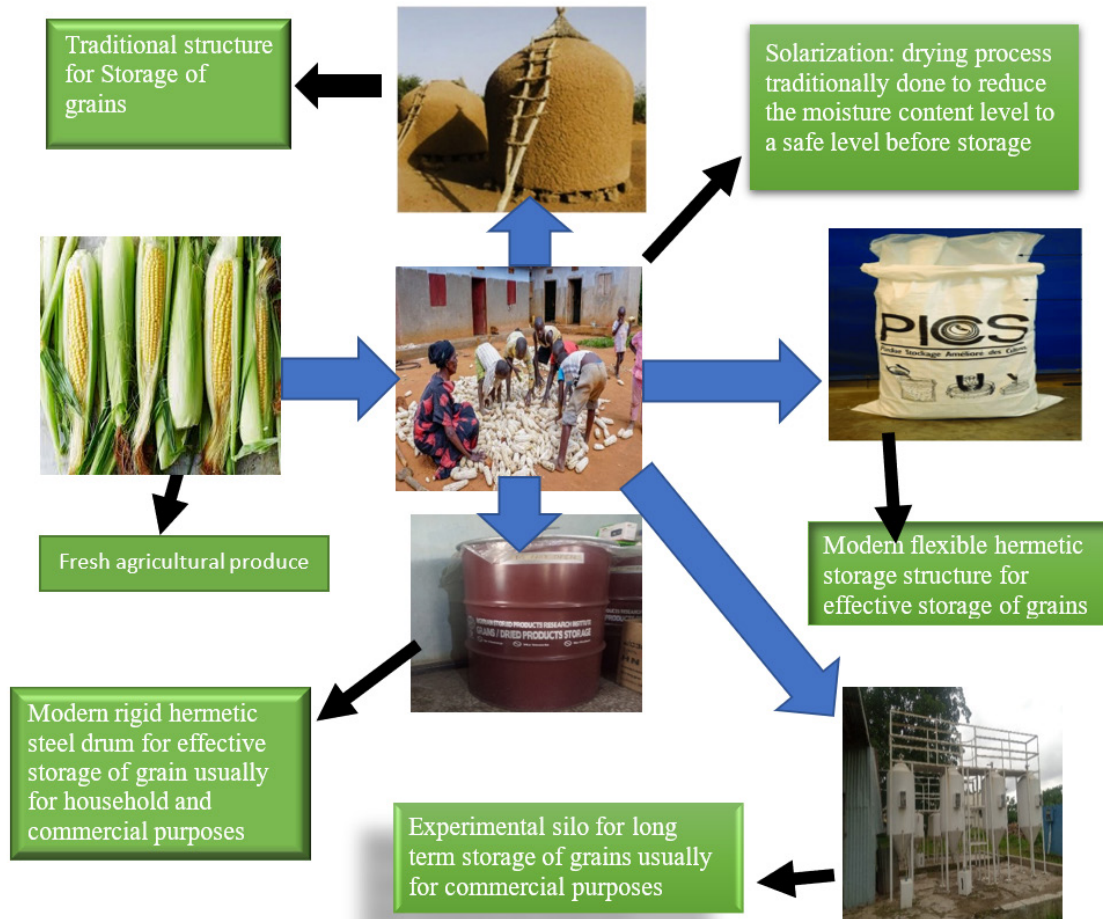 Traditional structure
for Storage of
grains
Solarization: drying process
traditionally done to reduce
the moisture content level to
a safe level before storage
PICS
Fresh agricultural produce
Modern flexible hermetic
storage structure for
effective storage of grains
GRAINS / DRIED PRODUCTS STORAGE
Modern rigid hermetic
steel drum for effective
storage of grain usually
for household and
commercial purposes
Experimental silo for long
term storage of grains usually
for commercial purposes